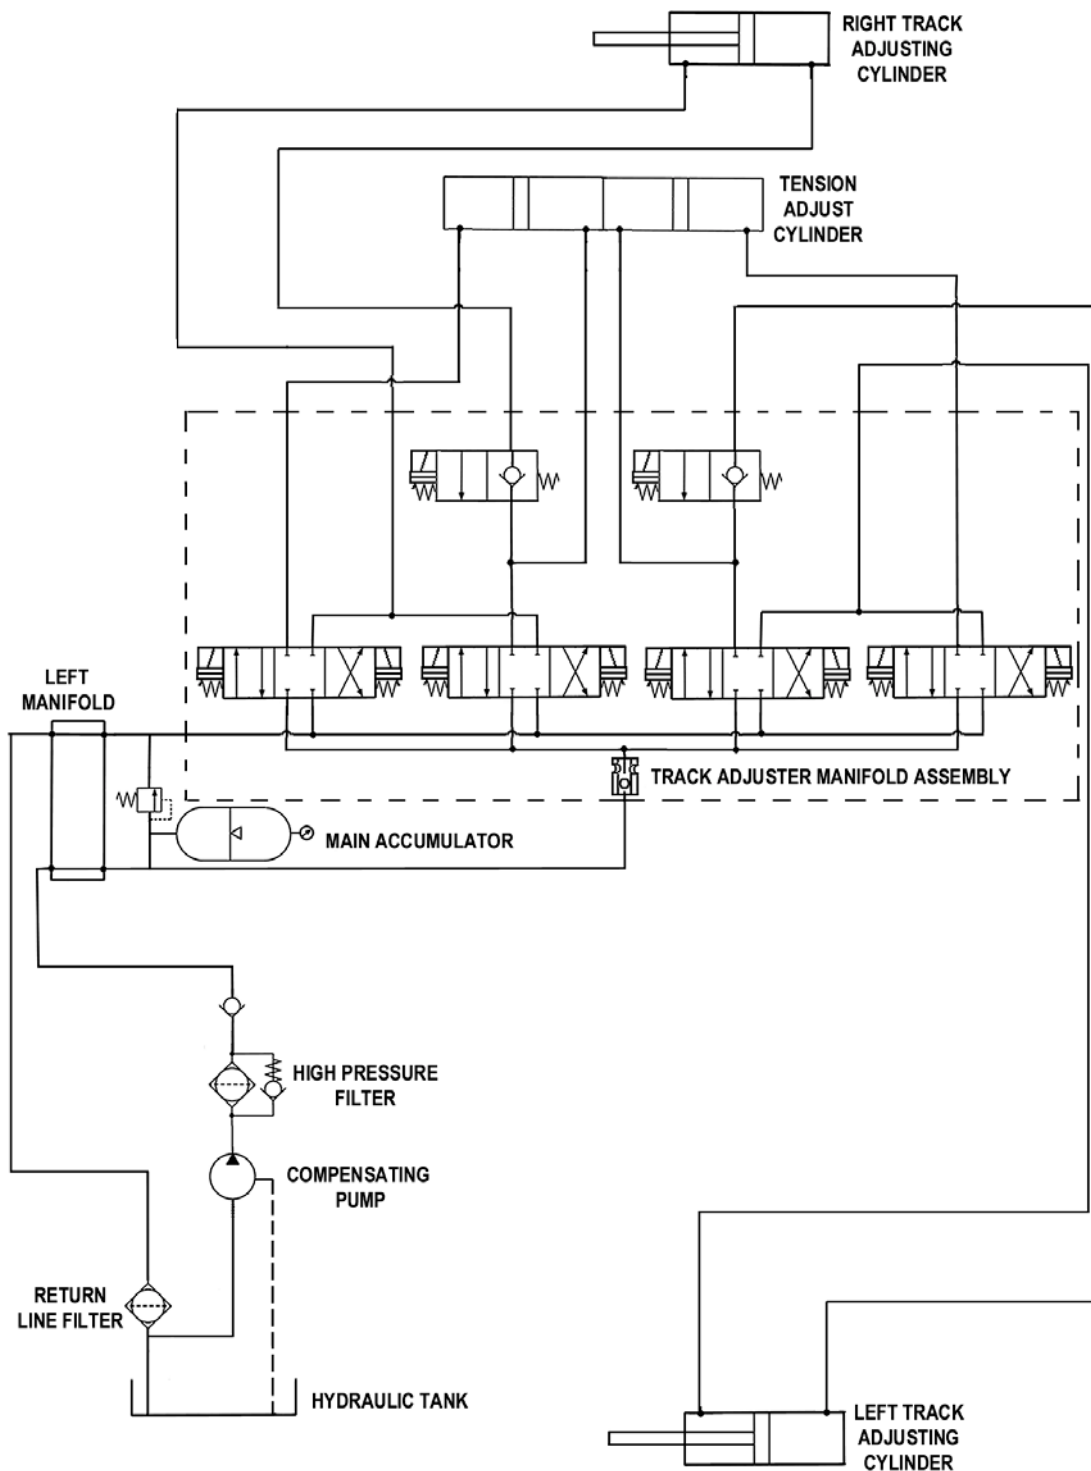 RIGHT TRACK
ADJUSTING
CYLINDER
TENSION
ADJUST
CYLINDER
LEFT
MANIFOLD
TRACK ADJUSTER MANIFOLD ASSEMBLY
MAIN ACCUMULATOR
HIGH PRESSURE
FILTER
COMPENSATING
PUMP
RETURN
LINE FILTER
HYDRAULIC TANK
LEFT TRACK
ADJUSTING
CYLINDER